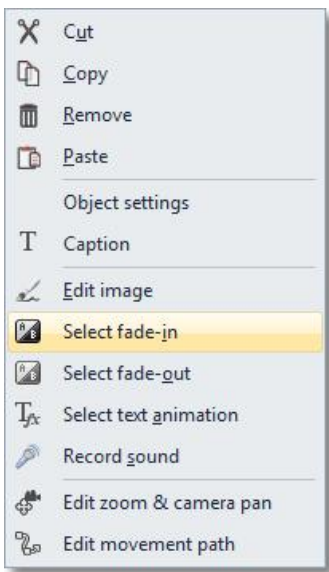 Cut
Copy
Remove
Paste
Object settings
T Caption
Edit image
A/B Select fade-in
A/B Select fade-out
Tfx Select text animation
Record sound
Edit zoom & camera pan
Edit movement path